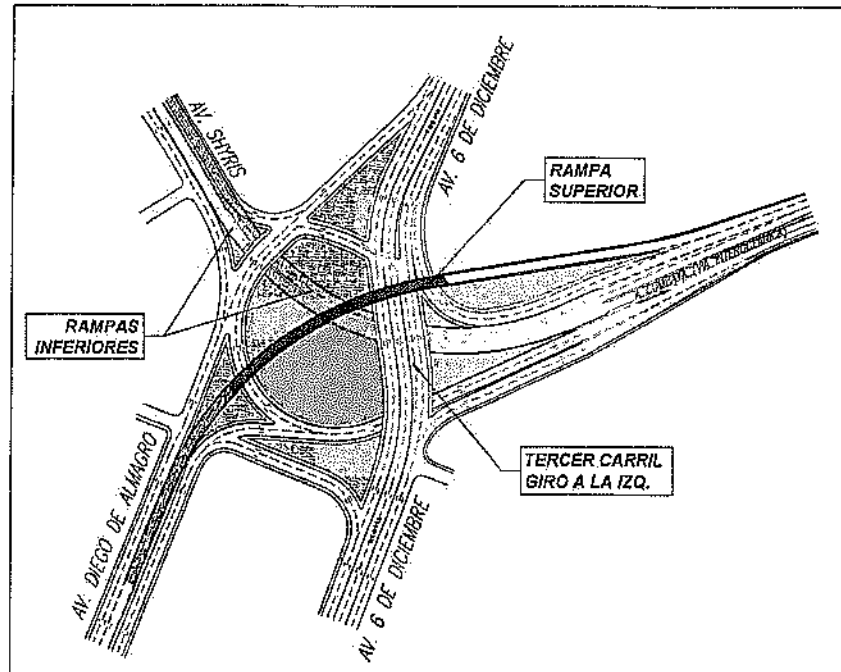 AV. SHYRIS
AV. 6 DE DICIEMBRE
RAMPA
SUPERIOR
RAMPAS
INFERIORES
TERCER CARRIL
GIRO A LA IZQ.
AV. DIEGO DE ALMAGRO
AV. 6 DE DICIEMBRE